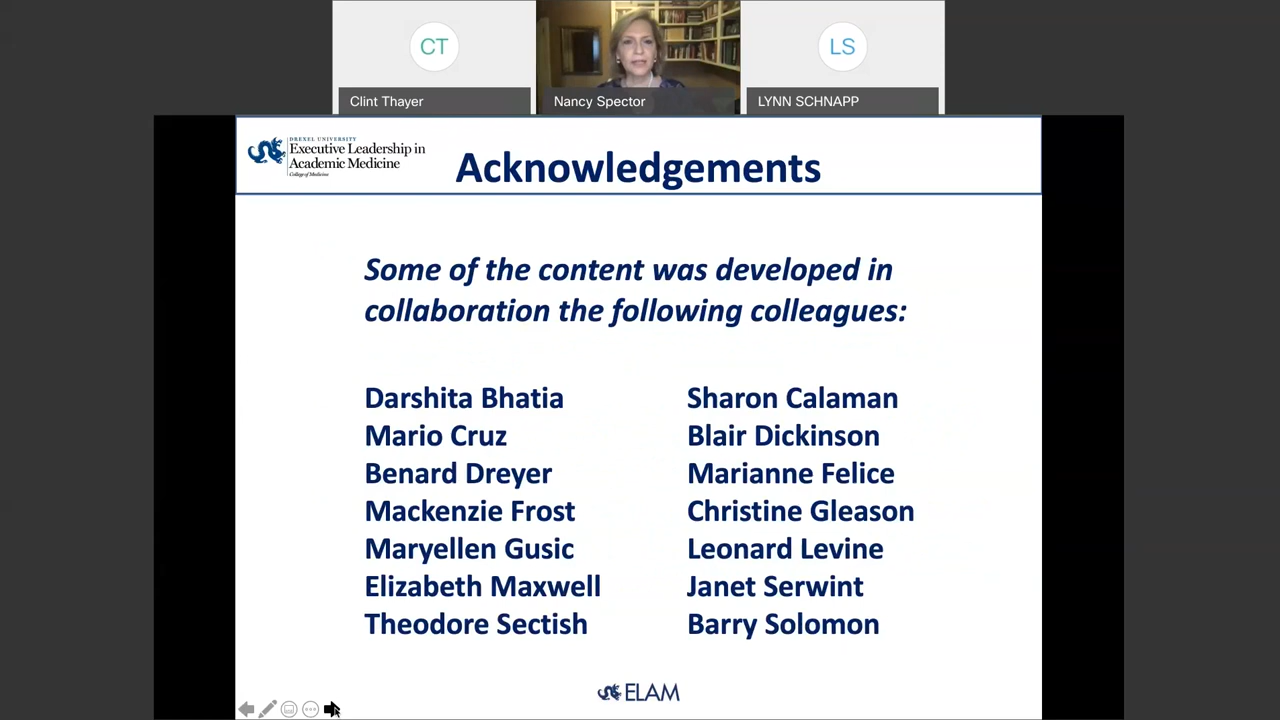 CT
LS
Clint Thayer
Nancy Spector
LYNN SCHNAPP
DREXEL UNIVERSITY
Executive Leadership in
Academic Medicine
College of Medicine
Acknowledgements
Some of the content was developed in
collaboration the following colleagues:
Darshita Bhatia
Mario Cruz
Benard Dreyer
Mackenzie Frost
Maryellen Gusic
Elizabeth Maxwell
Theodore Sectish
Sharon Calaman
Blair Dickinson
Marianne Felice
Christine Gleason
Leonard Levine
Janet Serwint
Barry Solomon
ELAM